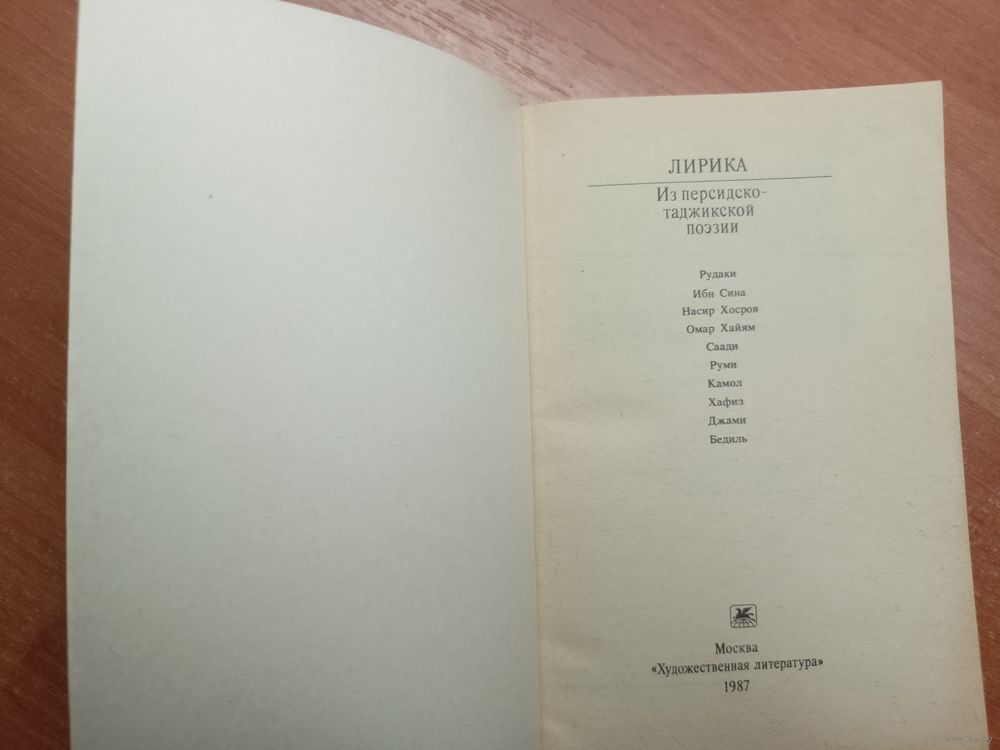 ЛИРИКА
Из персидско-
таджикской
поэзии
Рудаки
Ибн Сина
Насир Хосров
Омар Хайям
Саади
Руми
Камол
Хафиз
Джами
Бедиль
Москва
«Художественная литература»
1987